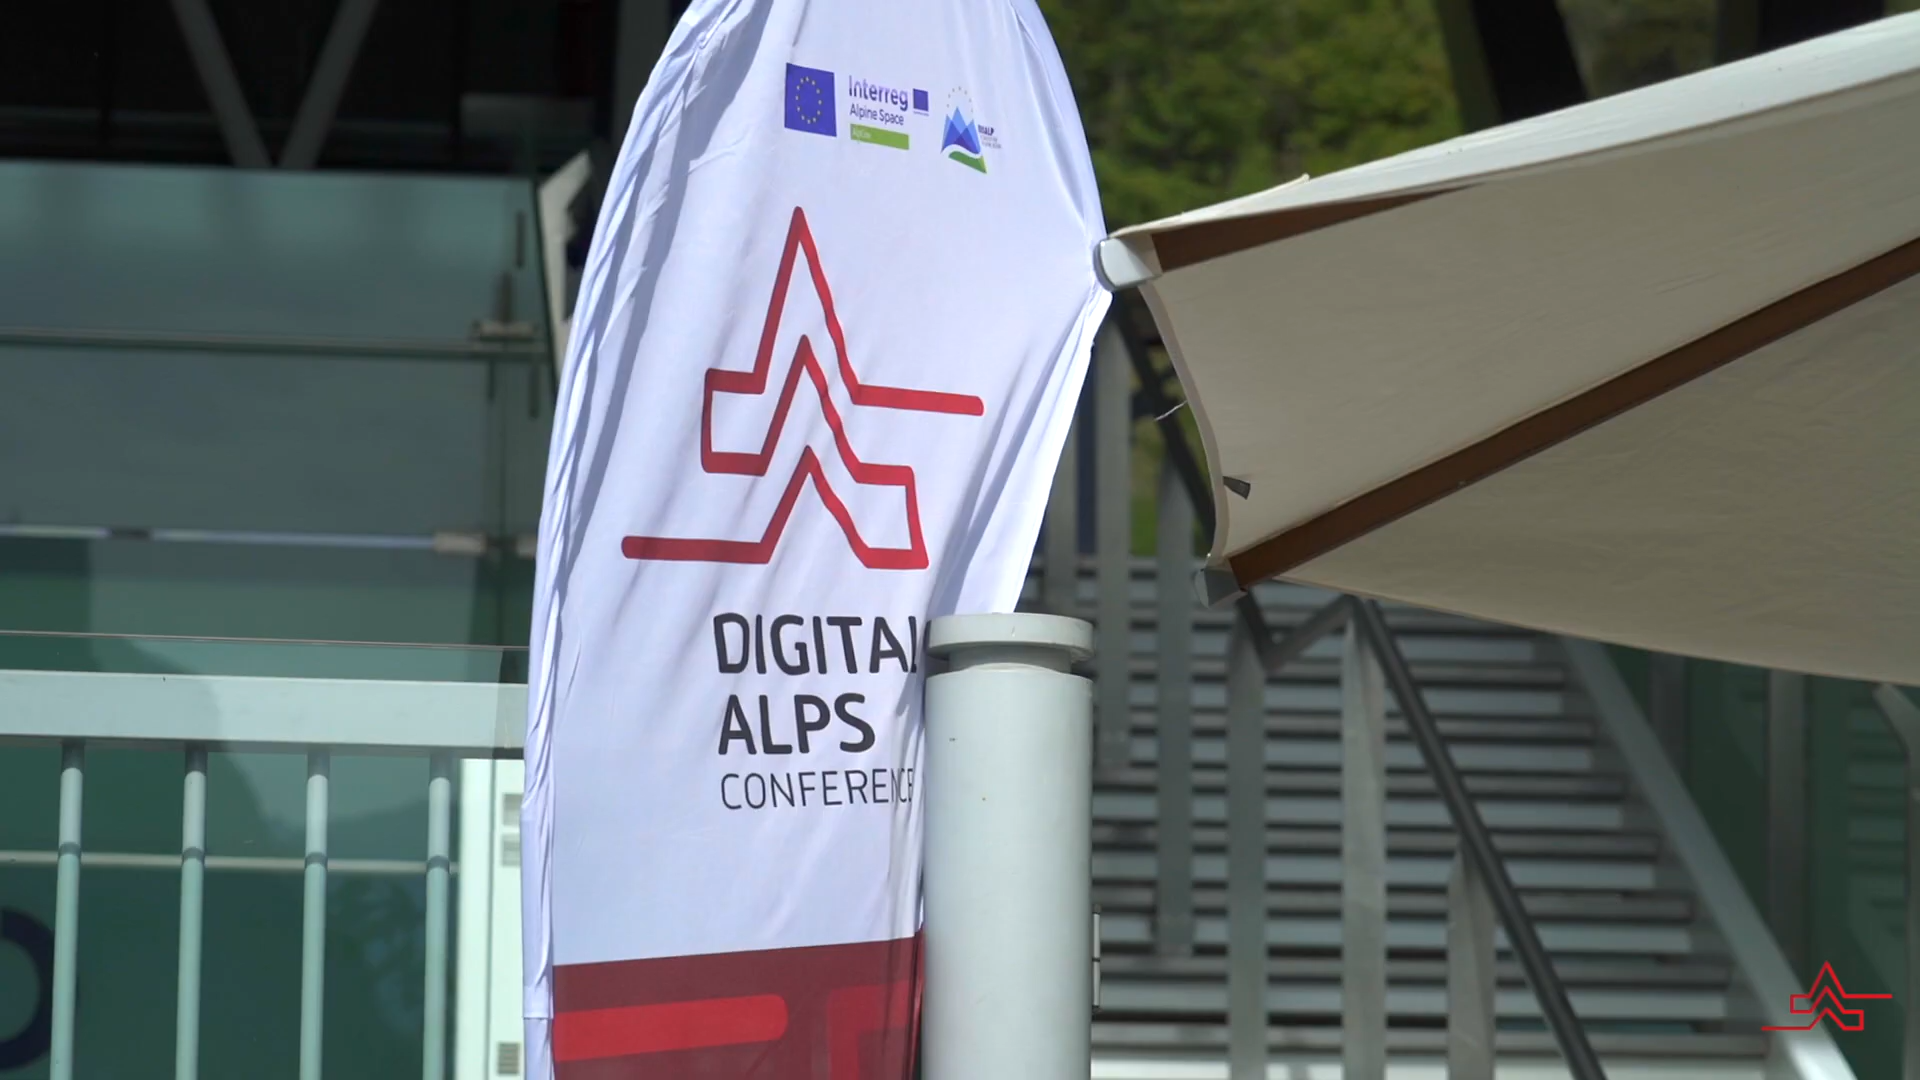 Interreg
Alpine Space
DIGITAL
ALPS
CONFERENCE